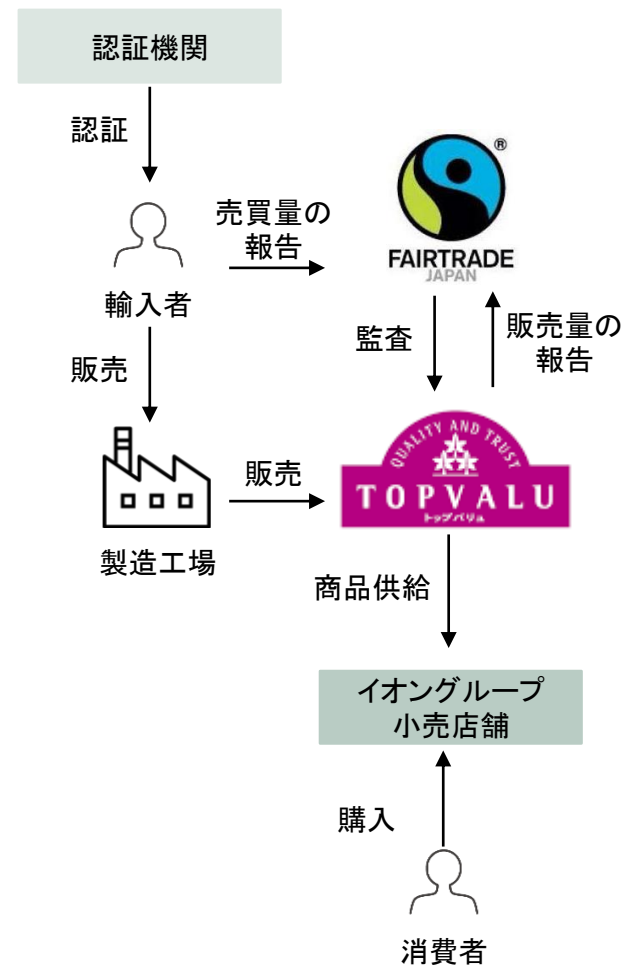 認証機関
認証
®
FAIRTRADE
JAPAN
売買量の
報告
輸入者
監査
販売量の
報告
販売
QUALITY AND TRUST
TOPVALU
トップバリュ
販売
製造工場
商品供給
イオングループ
小売店舗
購入
消費者